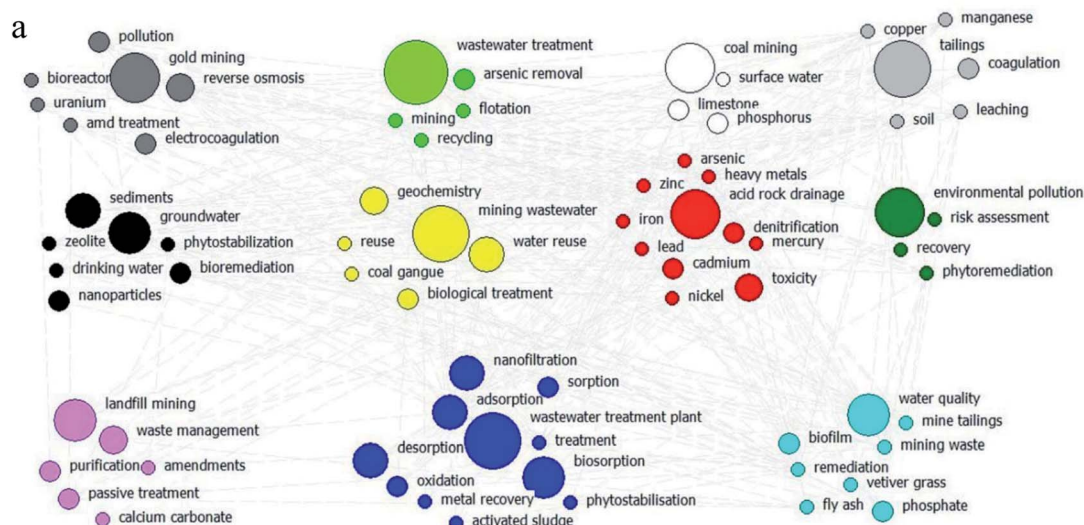 a
pollution
gold mining
bioreactor
reverse osmosis
uranium
amd treatment
electrocoagulation
wastewater treatment
arsenic removal
flotation
mining
recycling
coal mining
surface water
limestone
phosphorus
manganese
copper
tailings
coagulation
leaching
soil
sediments
groundwater
zeolite
phytostabilization
drinking water
bioremediation
nanoparticles
geochemistry
mining wastewater
reuse
water reuse
coal gangue
biological treatment
arsenic
heavy metals
zinc
acid rock drainage
iron
denitrification
lead
mercury
cadmium
toxicity
nickel
environmental pollution
risk assessment
recovery
phytoremediation
landfill mining
waste management
purification
amendments
passive treatment
calcium carbonate
nanofiltration
sorption
adsorption
wastewater treatment plant
treatment
desorption
biosorption
oxidation
metal recovery
phytostabilisation
activated sludge
water quality
mine tailings
biofilm
mining waste
remediation
vetiver grass
fly ash
phosphate